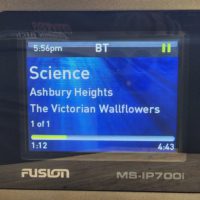 5:56pm BT
Science
Ashbury Heights
The Victorian Wallflowers
1 of 1
1:12 4:43
FUSION MS-IP700i